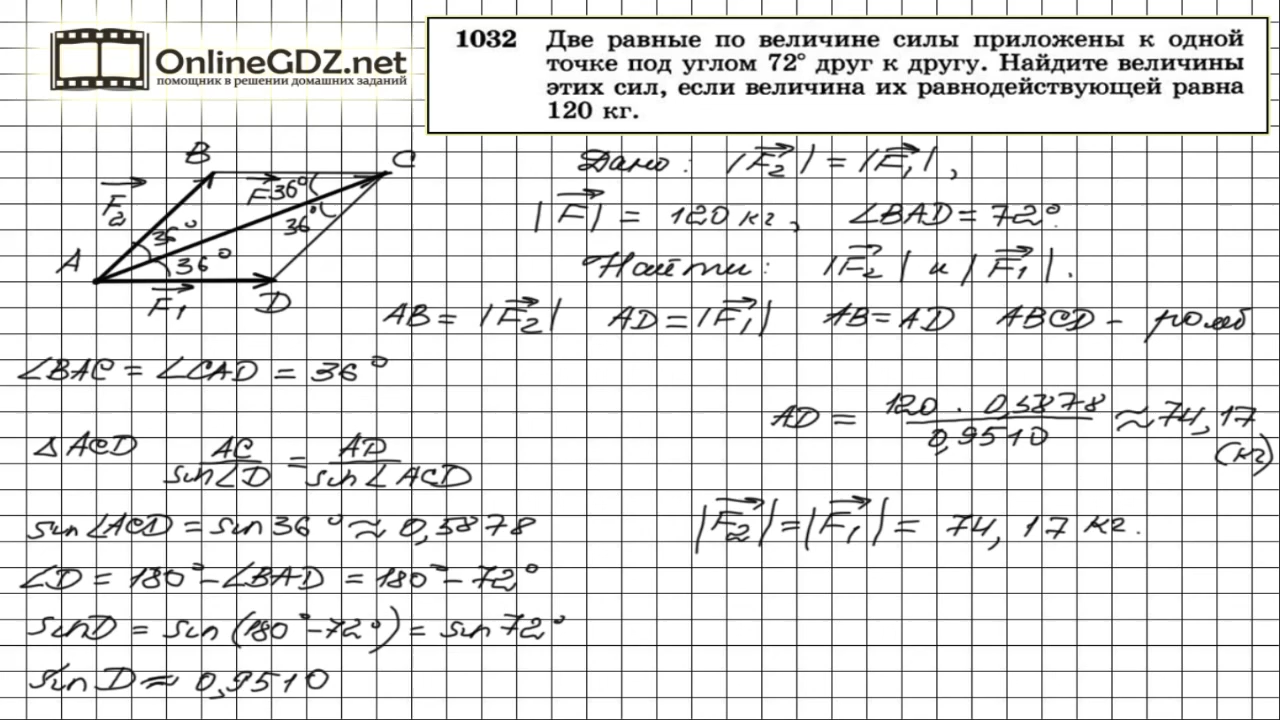 OnlineGDZ.net
помощник в решении домашних заданий
1032 Две равные по величине силы приложены к одной
точке под углом 72° друг к другу. Найдите величины
этих сил, если величина их равнодействующей равна
120 кг.
B
C
F₂
F 36°
36°
36°
A
36°
F₁
D
Дано: |F₂| = |F₁|,
|F| = 120 кг, ∠BAD = 72°.
Найти: |F₂| и |F₁|.
AB = |F₂| AD = |F₁| AB = AD ABCD – ромб
∠BAC = ∠CAD = 36°
△ACD AC/sin∠D = AD/sin∠ACD
sin∠ACD = sin 36° ≈ 0,5878
∠D = 180° – ∠BAD = 180° – 72°
sinD = sin(180° – 72°) = sin 72°
sin D ≈ 0,9510
AD = 120 · 0,5878/0,9510 ≈ 74,17
(кг)
|F₂| = |F₁| = 74,17 кг.